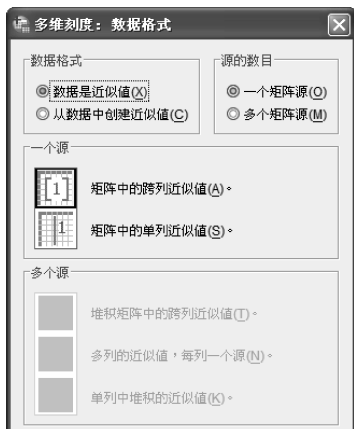 多维刻度：数据格式
数据格式
数据是近似值(X)
从数据中创建近似值(C)
源的数目
一个矩阵源(O)
多个矩阵源(M)
一个源
[1]
矩阵中的跨列近似值(A)。
1
矩阵中的单列近似值(S)。
多个源
堆积矩阵中的跨列近似值(T)。
多列的近似值，每列一个源(N)。
单列中堆积的近似值(K)。